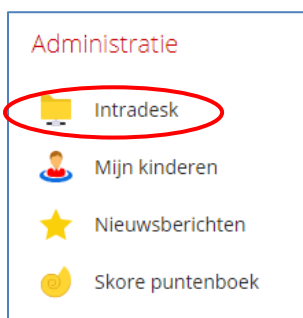 Administratie
Intradesk
Mijn kinderen
Nieuwsberichten
Skore puntenboek